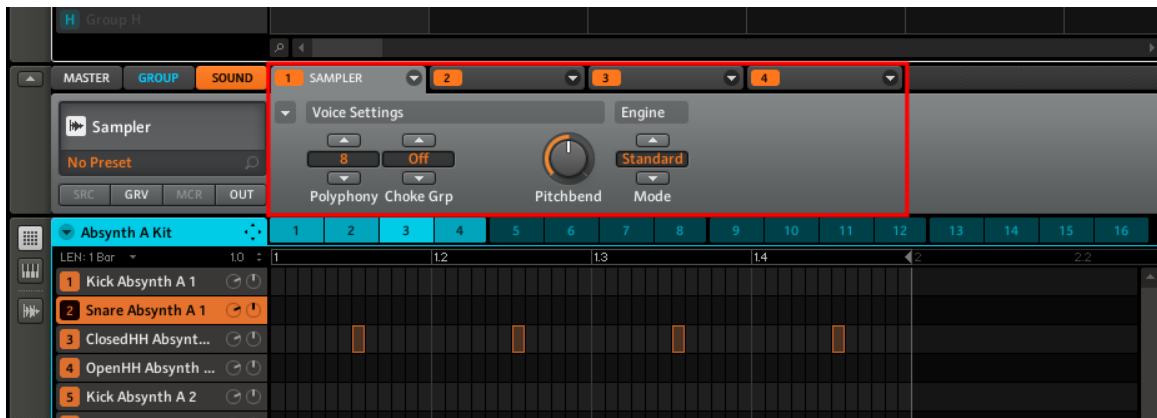 H Group H
MASTER GROUP SOUND 1 SAMPLER 2 3 4
Voice Settings Engine
Sampler
8 Off Standard
No Preset
Polyphony Choke Grp Pitchbend Mode
SRC GRV MCR OUT
Absynth A Kit 1 2 3 4 5 6 7 8 9 10 11 12 13 14 15 16
LEN: 1 Bar 1.0 1 1.2 1.3 1.4 2 2.2
1 Kick Absynth A 1
2 Snare Absynth A 1
3 ClosedHH Absynt...
4 OpenHH Absynth ...
5 Kick Absynth A 2